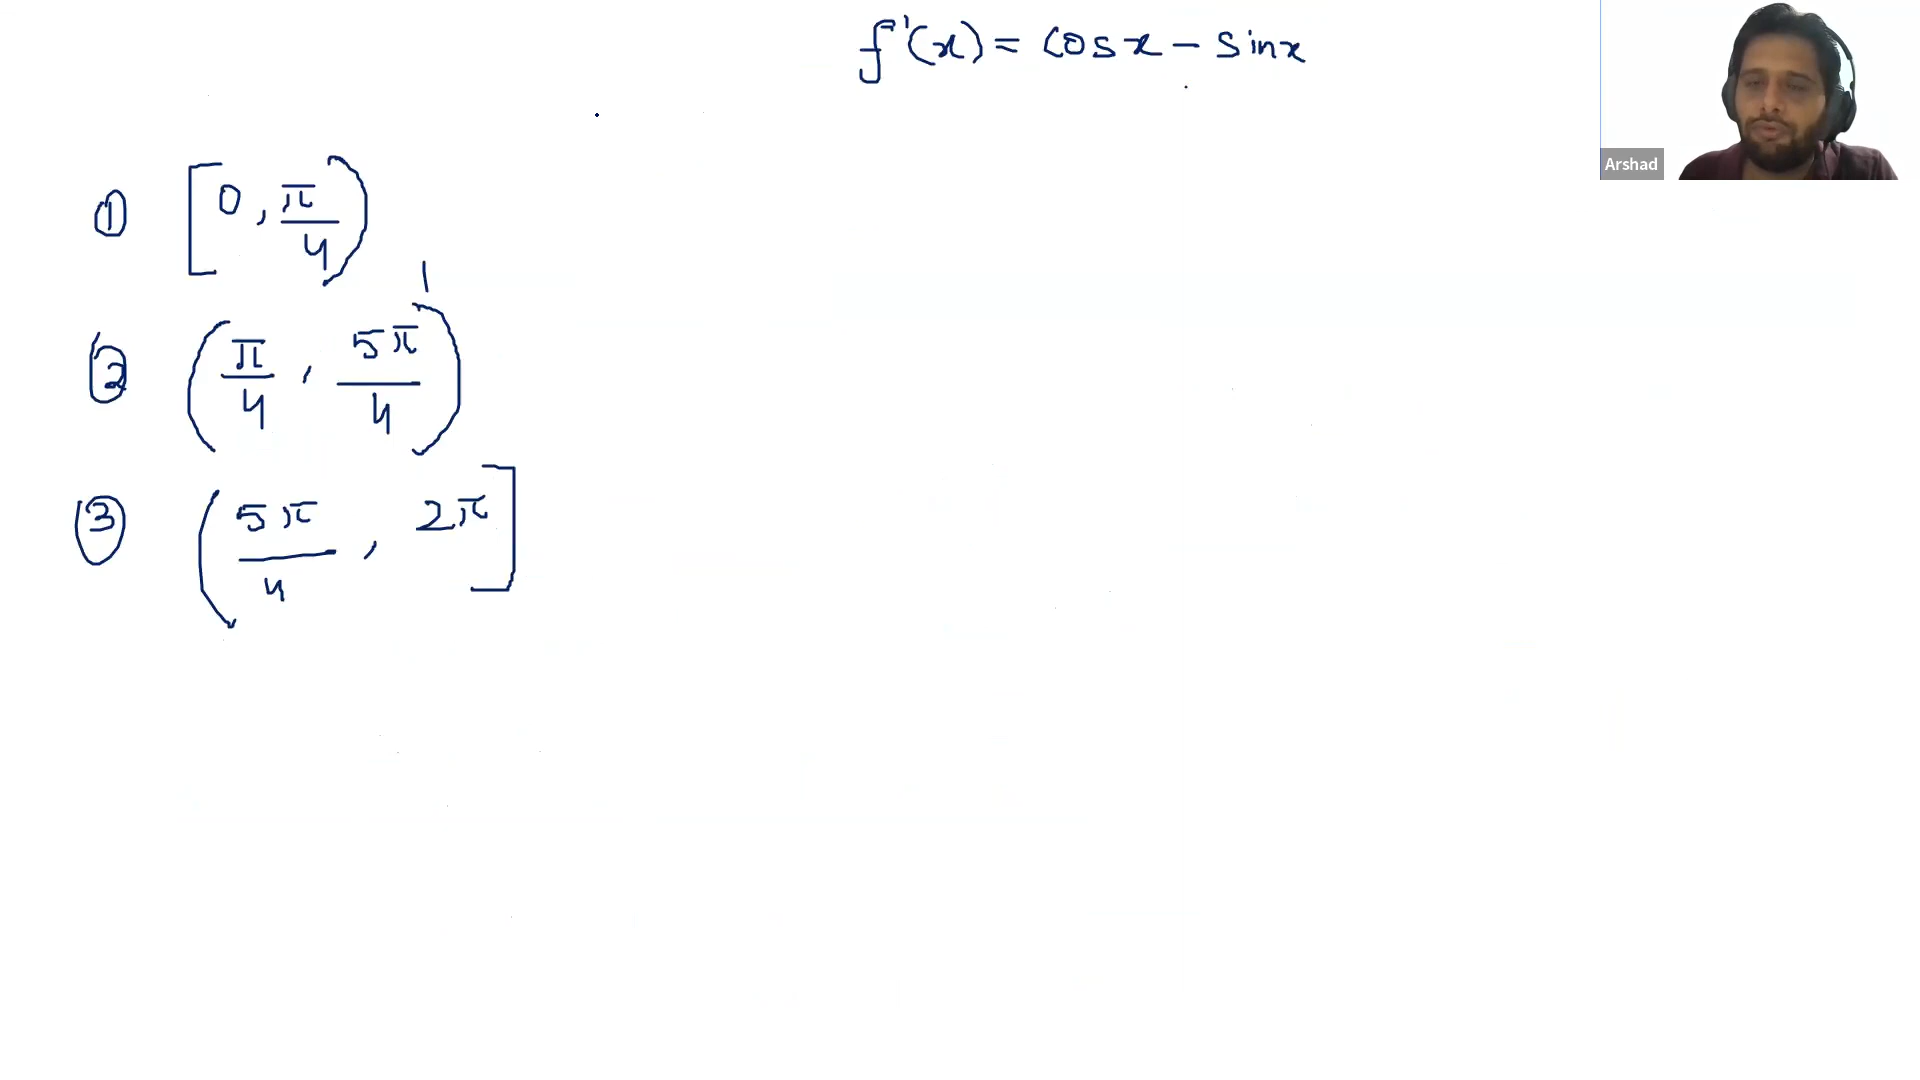 f'(x) = cos x - sin x
Arshad
① [0, π/4)
② (π/4, 5π/4)
③ (5π/4, 2π]